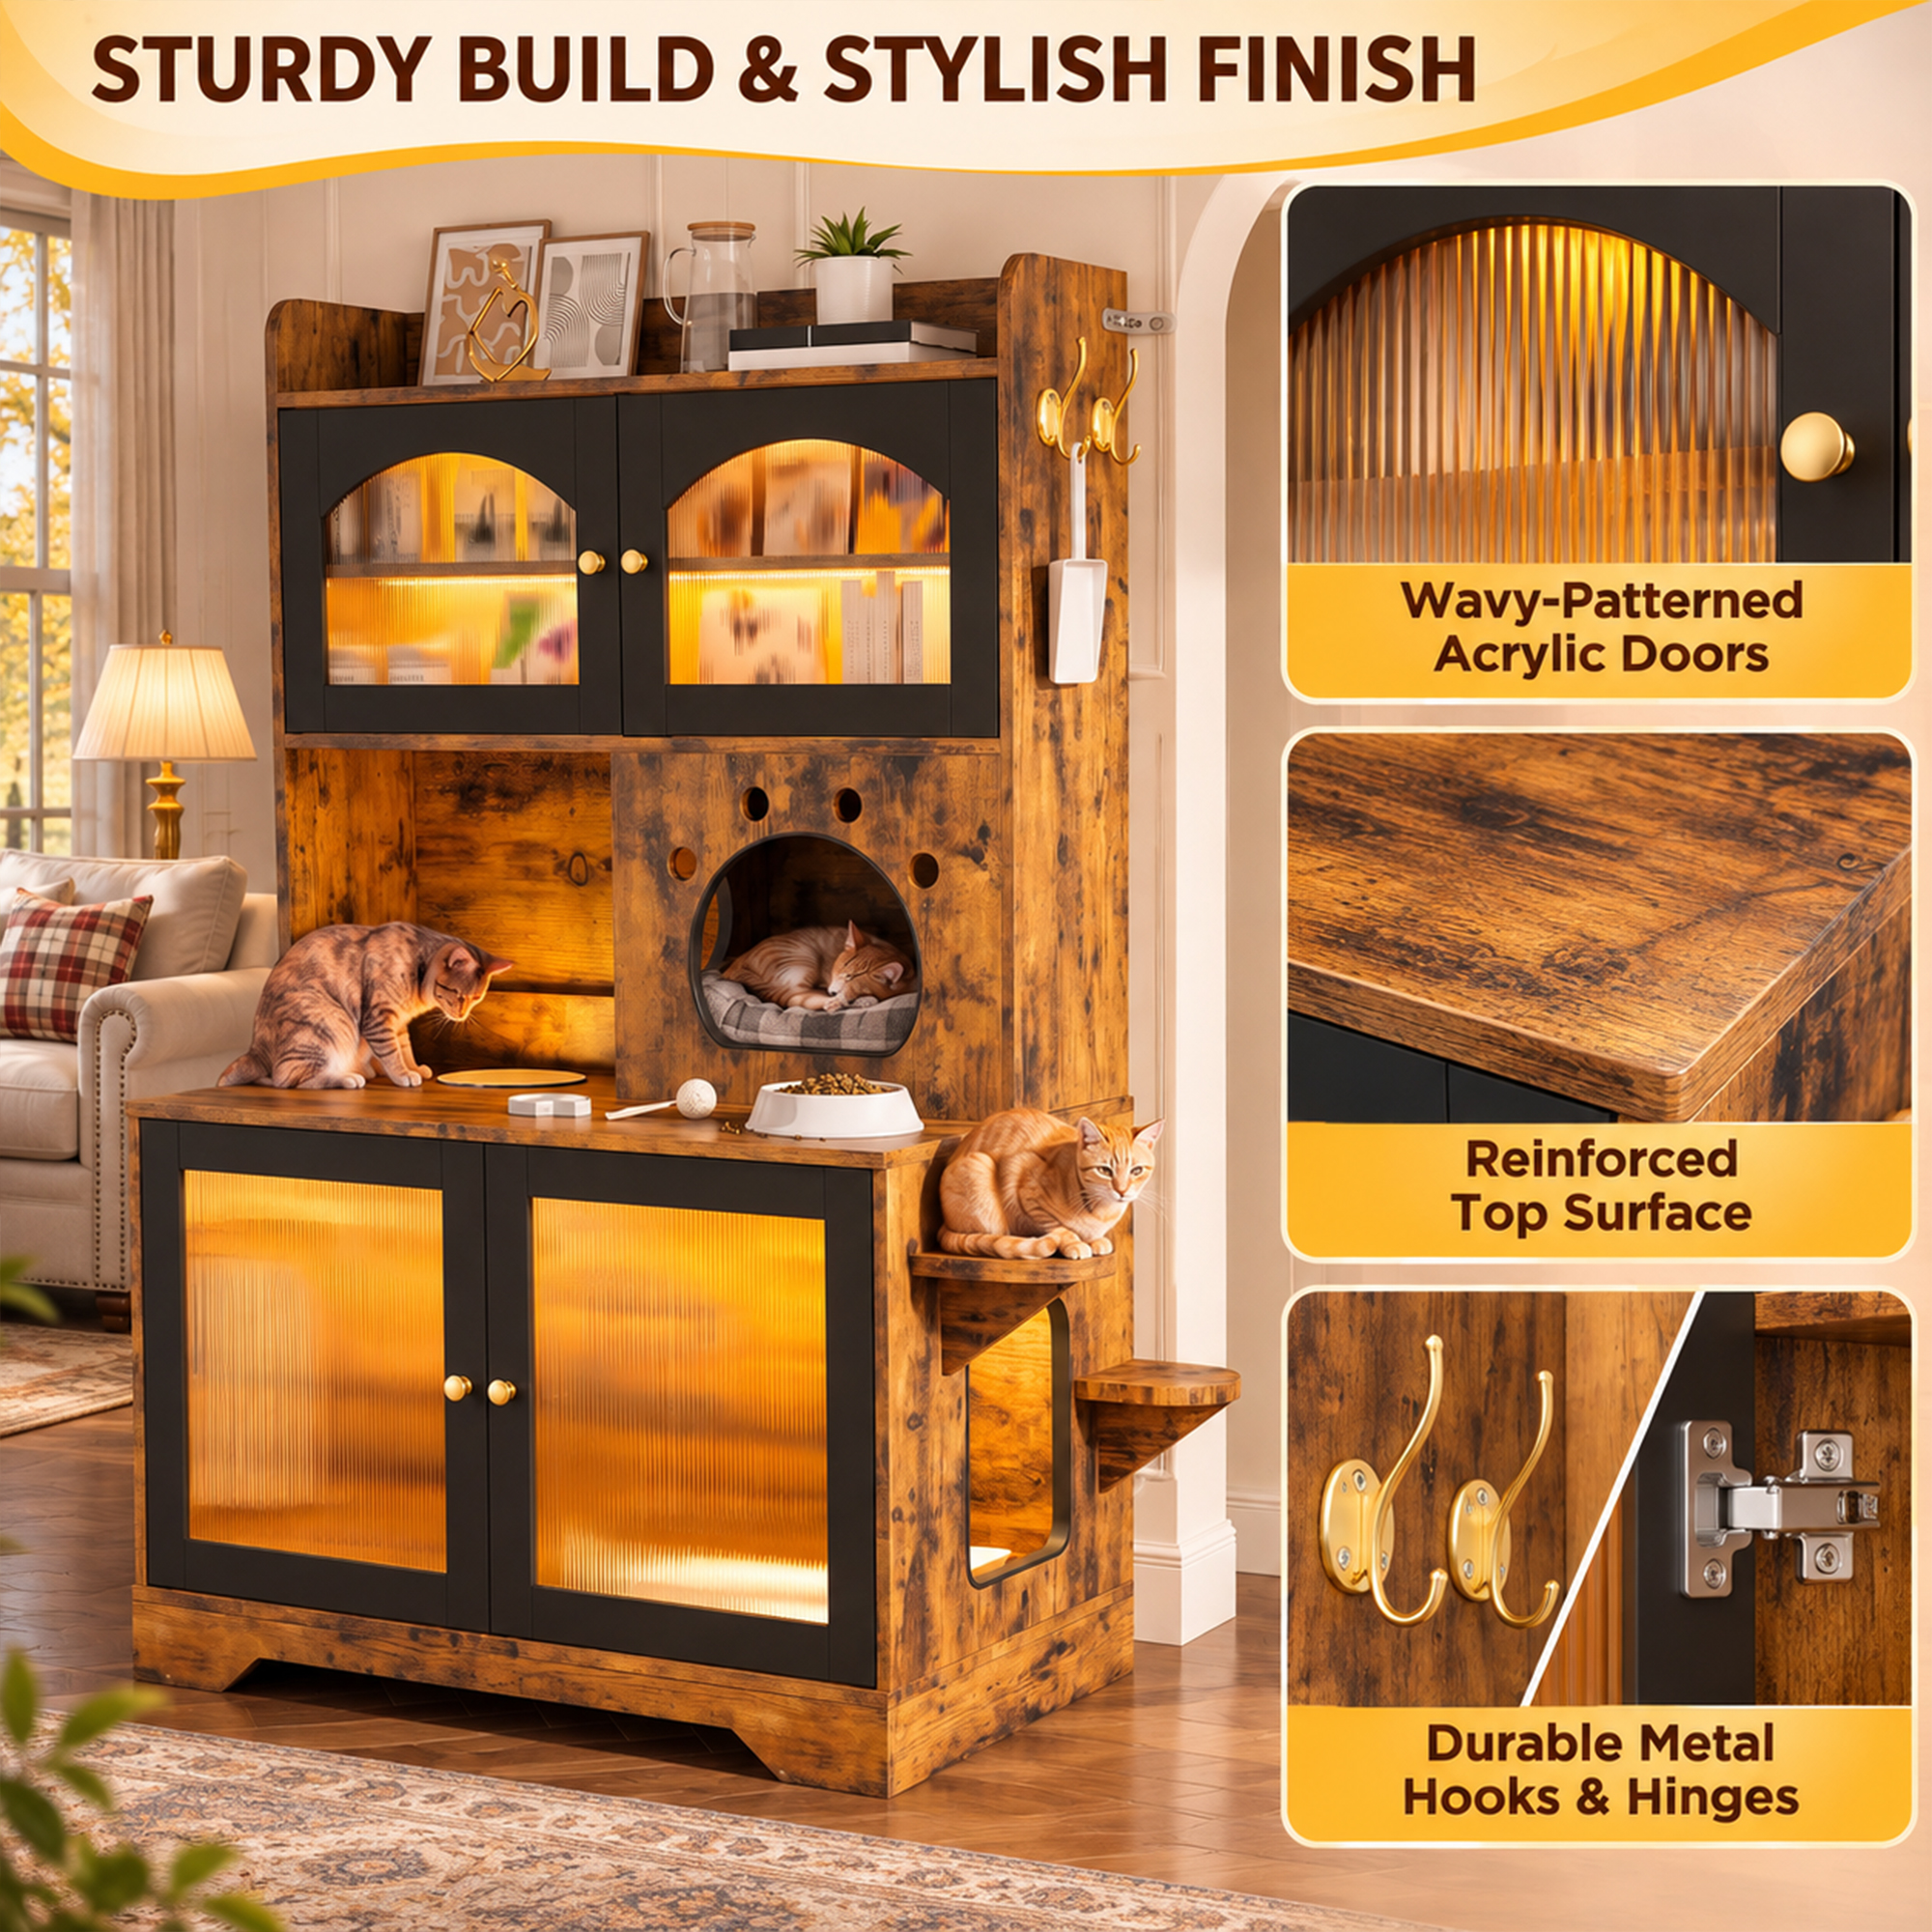 STURDY BUILD & STYLISH FINISH
Wavy-Patterned
Acrylic Doors
Reinforced
Top Surface
Durable Metal
Hooks & Hinges